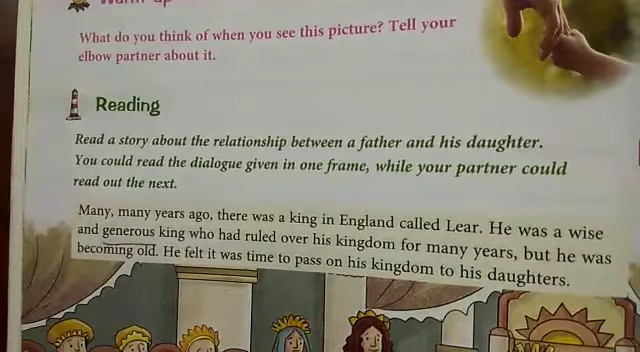 Warm up
What do you think of when you see this picture? Tell your
elbow partner about it.
Reading
Read a story about the relationship between a father and his daughter.
You could read the dialogue given in one frame, while your partner could
read out the next.
Many, many years ago, there was a king in England called Lear. He was a wise
and generous king who had ruled over his kingdom for many years, but he was
becoming old. He felt it was time to pass on his kingdom to his daughters.